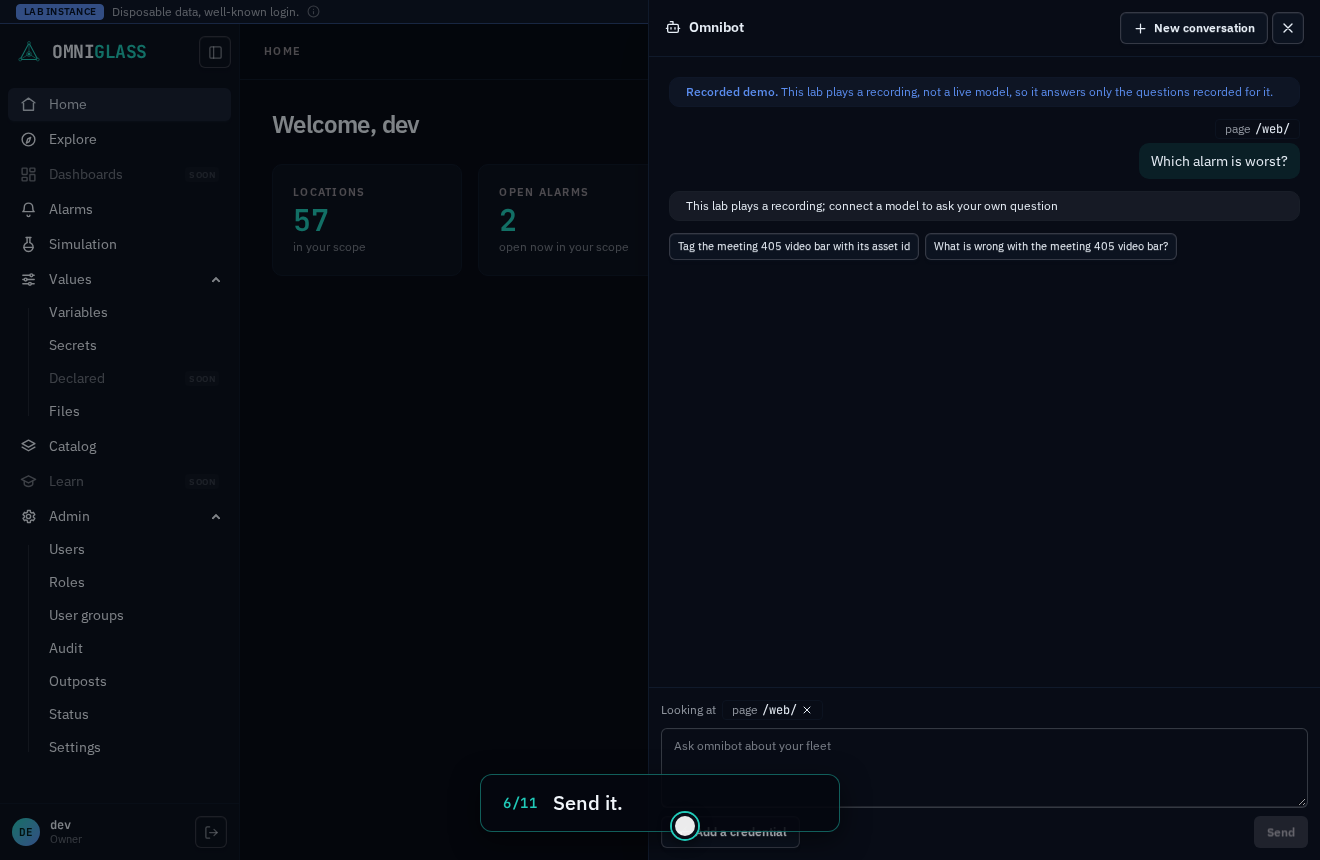 LAB INSTANCE Disposable data, well-known login.
OMNIGLASS
Home
Explore
Dashboards SOON
Alarms
Simulation
Values
Variables
Secrets
Declared SOON
Files
Catalog
Learn SOON
Admin
Users
Roles
User groups
Audit
Outposts
Status
Settings
DE dev
Owner
HOME
Welcome, dev
LOCATIONS
57
in your scope
OPEN ALARMS
2
open now in your scope
Omnibot
New conversation
Recorded demo. This lab plays a recording, not a live model, so it answers only the questions recorded for it.
page /web/
Which alarm is worst?
This lab plays a recording; connect a model to ask your own question
Tag the meeting 405 video bar with its asset id
What is wrong with the meeting 405 video bar?
Looking at page /web/
Ask omnibot about your fleet
6/11 Send it.
Add a credential
Send